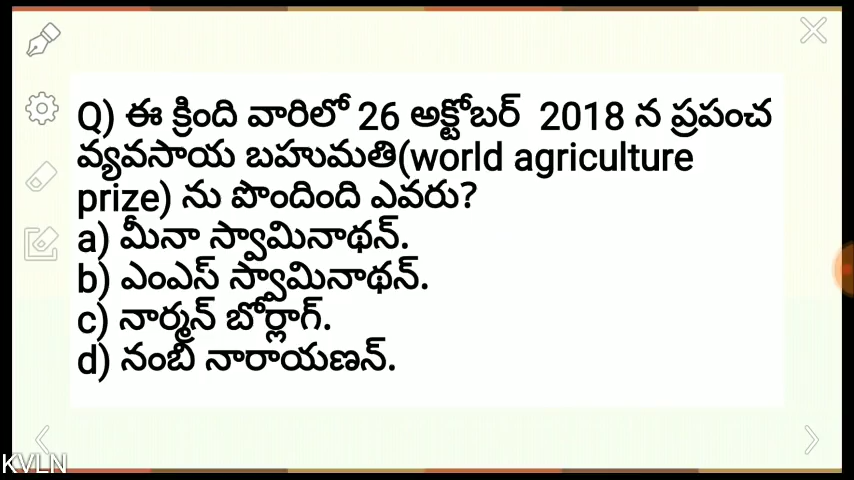 Q) ఈ క్రింది వారిలో 26 అక్టోబర్ 2018 న ప్రపంచ
వ్యవసాయ బహుమతి(world agriculture
prize) ను పొందింది ఎవరు?
a) మీనా స్వామినాథన్.
b) ఎంఎస్ స్వామినాథన్.
c) నార్మన్ బోర్లాగ్.
d) నంబి నారాయణన్.
KVLN